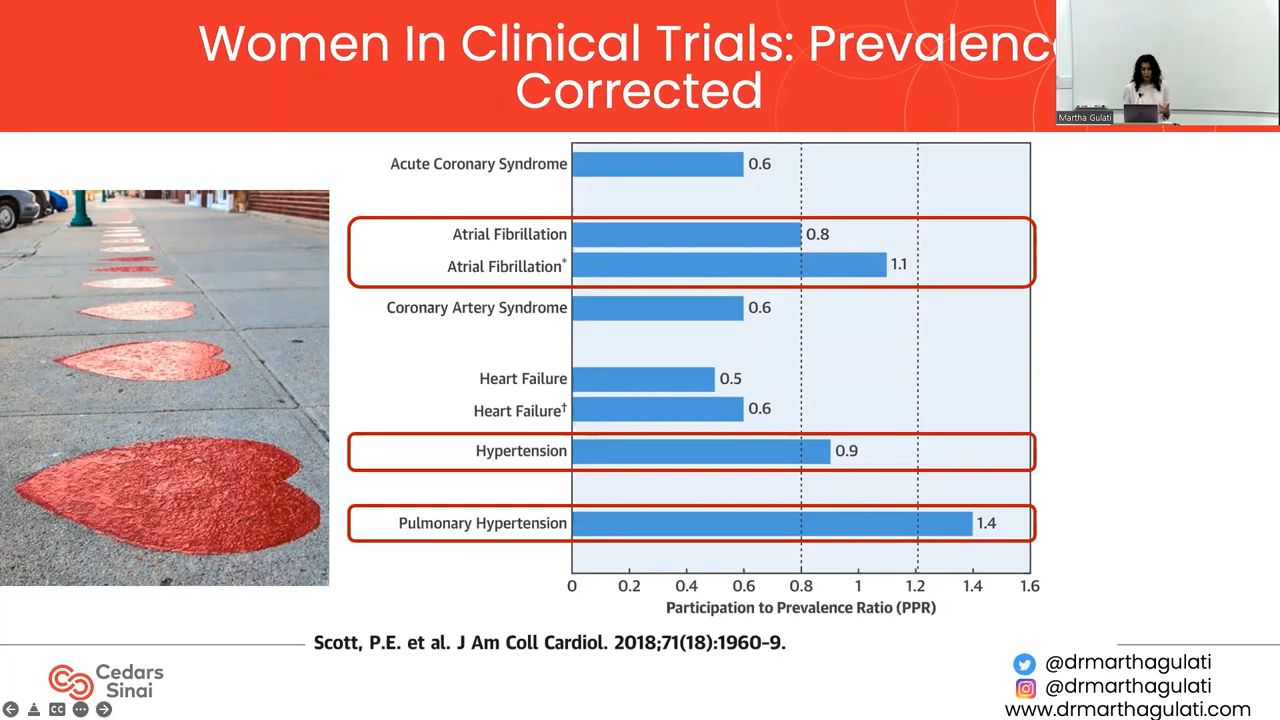 Women In Clinical Trials: Prevalenc
Corrected
Martha Gulati
Acute Coronary Syndrome 0.6
Atrial Fibrillation 0.8
Atrial Fibrillation* 1.1
Coronary Artery Syndrome 0.6
Heart Failure 0.5
Heart Failure† 0.6
Hypertension 0.9
Pulmonary Hypertension 1.4
0 0.2 0.4 0.6 0.8 1 1.2 1.4 1.6
Participation to Prevalence Ratio (PPR)
Scott, P.E. et al. J Am Coll Cardiol. 2018;71(18):1960-9.
Cedars
Sinai
@drmarthagulati
@drmarthagulati
www.drmarthagulati.com
CC